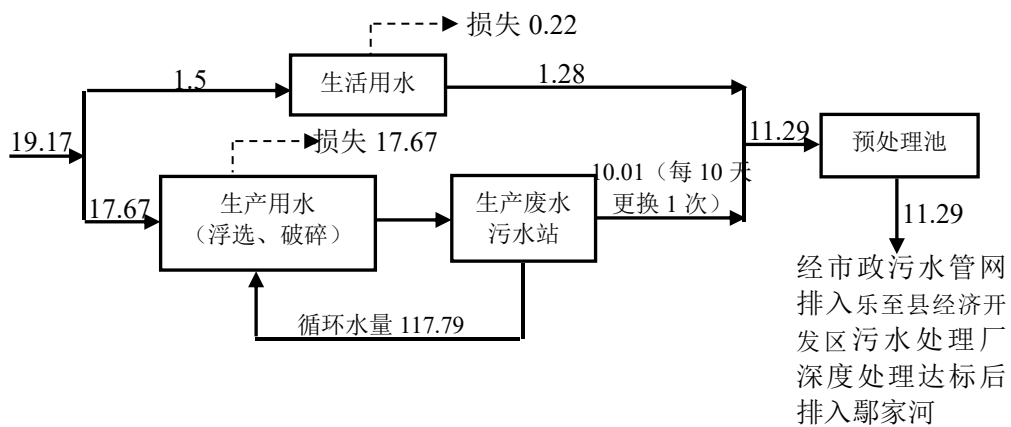 损失 0.22
1.5
生活用水
1.28
19.17
损失 17.67
11.29
预处理池
17.67
生产用水
（浮选、破碎）
生产废水
污水站
10.01（每 10 天
更换 1 次）
11.29
循环水量 117.79
经市政污水管网
排入乐至县经济开
发区污水处理厂
深度处理达标后
排入鄢家河